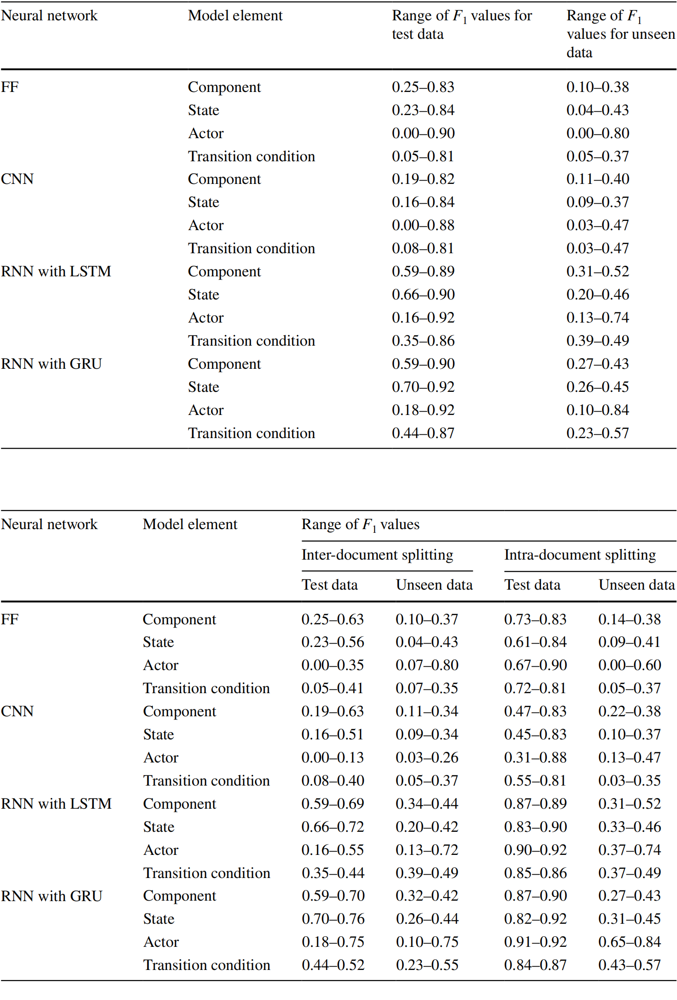 Neural network Model element Range of F1 values for test data Range of F1 values for unseen data
FF Component 0.25–0.83 0.10–0.38
State 0.23–0.84 0.04–0.43
Actor 0.00–0.90 0.00–0.80
Transition condition 0.05–0.81 0.05–0.37
CNN Component 0.19–0.82 0.11–0.40
State 0.16–0.84 0.09–0.37
Actor 0.00–0.88 0.03–0.47
Transition condition 0.08–0.81 0.03–0.47
RNN with LSTM Component 0.59–0.89 0.31–0.52
State 0.66–0.90 0.20–0.46
Actor 0.16–0.92 0.13–0.74
Transition condition 0.35–0.86 0.39–0.49
RNN with GRU Component 0.59–0.90 0.27–0.43
State 0.70–0.92 0.26–0.45
Actor 0.18–0.92 0.10–0.84
Transition condition 0.44–0.87 0.23–0.57
Neural network Model element Range of F1 values
Inter-document splitting Intra-document splitting
Test data Unseen data Test data Unseen data
FF Component 0.25–0.63 0.10–0.37 0.73–0.83 0.14–0.38
State 0.23–0.56 0.04–0.43 0.61–0.84 0.09–0.41
Actor 0.00–0.35 0.07–0.80 0.67–0.90 0.00–0.60
Transition condition 0.05–0.41 0.07–0.35 0.72–0.81 0.05–0.37
CNN Component 0.19–0.63 0.11–0.34 0.47–0.83 0.22–0.38
State 0.16–0.51 0.09–0.34 0.45–0.83 0.10–0.37
Actor 0.00–0.13 0.03–0.26 0.31–0.88 0.13–0.47
Transition condition 0.08–0.40 0.05–0.37 0.55–0.81 0.03–0.35
RNN with LSTM Component 0.59–0.69 0.34–0.44 0.87–0.89 0.31–0.52
State 0.66–0.72 0.20–0.42 0.83–0.90 0.33–0.46
Actor 0.16–0.55 0.13–0.72 0.90–0.92 0.37–0.74
Transition condition 0.35–0.44 0.39–0.49 0.85–0.86 0.37–0.49
RNN with GRU Component 0.59–0.70 0.32–0.42 0.87–0.90 0.27–0.43
State 0.70–0.76 0.26–0.44 0.82–0.92 0.31–0.45
Actor 0.18–0.75 0.10–0.75 0.91–0.92 0.65–0.84
Transition condition 0.44–0.52 0.23–0.55 0.84–0.87 0.43–0.57